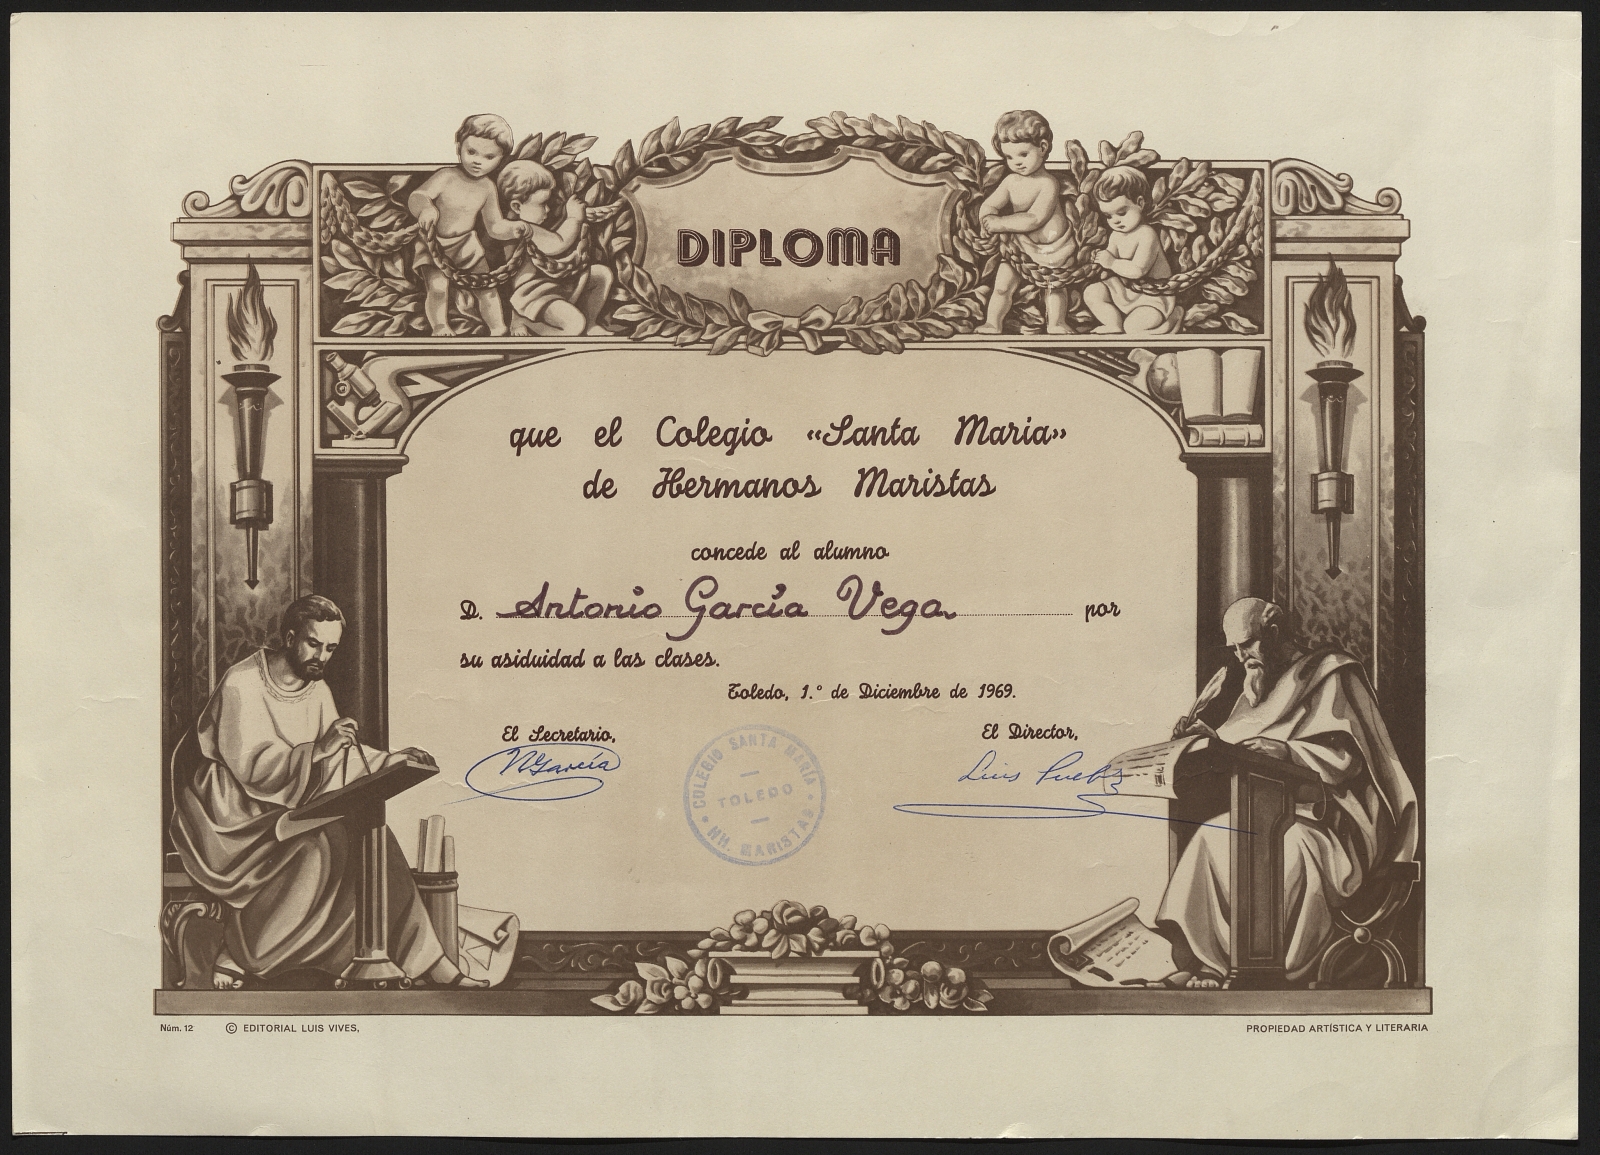 DIPLOMA
que el Colegio «Santa Maria»
de Hermanos Maristas
concede al alumno
D. Antonio García Vega por
su asiduidad a las clases.
Toledo, 1.º de Diciembre de 1969.
El Secretario,
El Director,
García
Luis
COLEGIO SANTA MARÍA
TOLEDO
HH. MARISTAS
Núm. 12 © EDITORIAL LUIS VIVES,
PROPIEDAD ARTÍSTICA Y LITERARIA